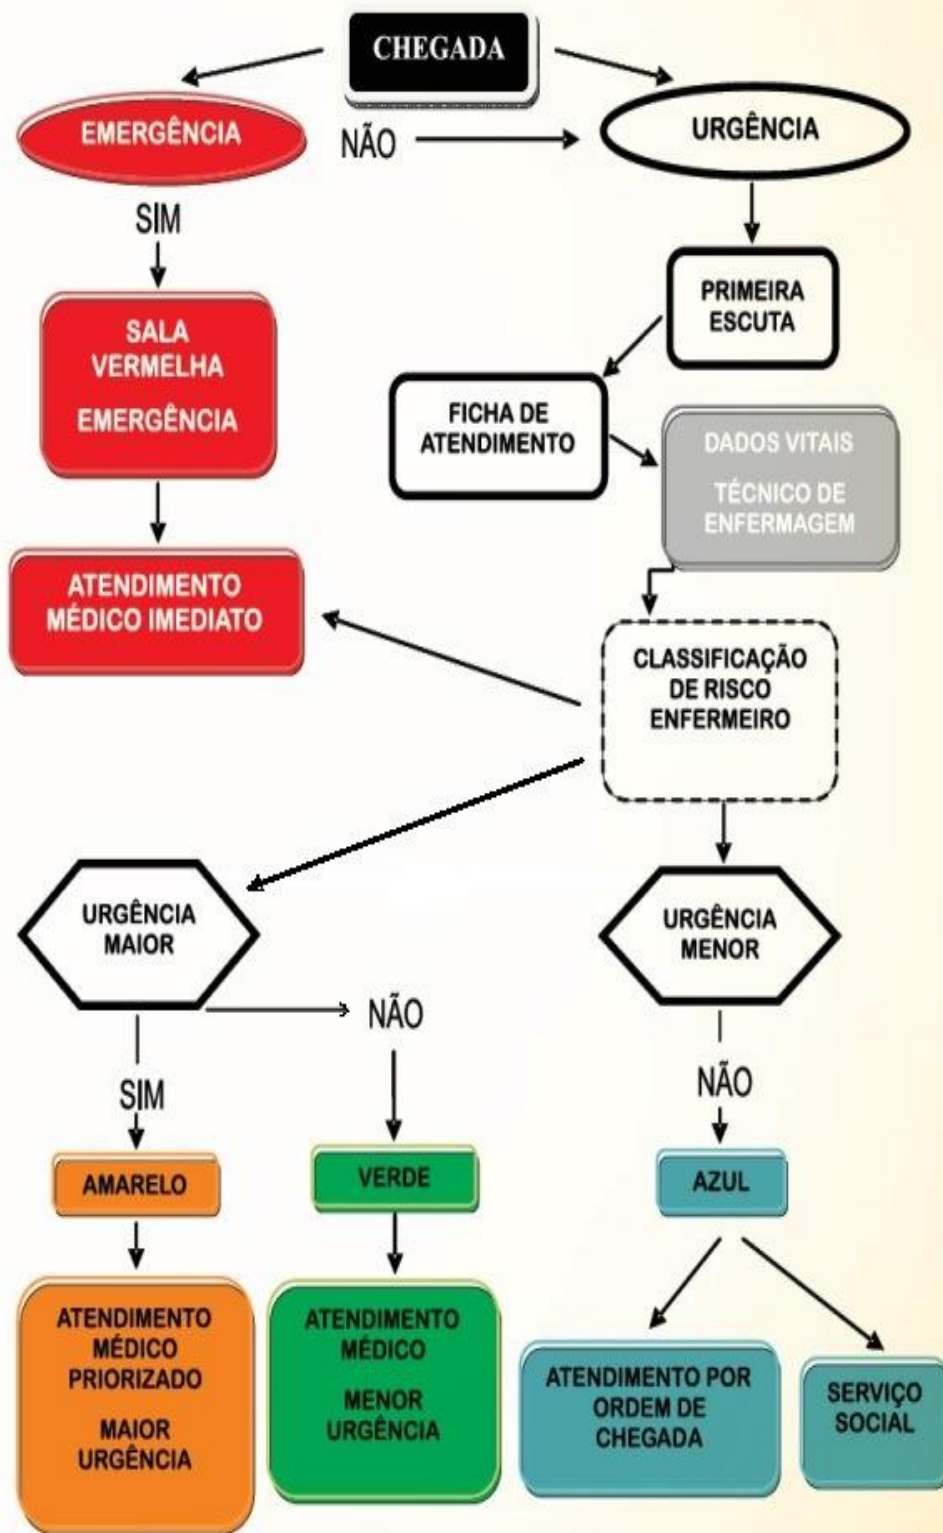 CHEGADA
EMERGÊNCIA
NÃO
URGÊNCIA
SIM
PRIMEIRA
ESCUTA
SALA
VERMELHA
EMERGÊNCIA
FICHA DE
ATENDIMENTO
DADOS VITAIS
TÉCNICO DE
ENFERMAGEM
ATENDIMENTO
MÉDICO IMEDIATO
CLASSIFICAÇÃO
DE RISCO
ENFERMEIRO
URGÊNCIA
MAIOR
URGÊNCIA
MENOR
NÃO
SIM
NÃO
AMARELO
VERDE
AZUL
ATENDIMENTO
MÉDICO
PRIORIZADO
MAIOR
URGÊNCIA
ATENDIMENTO
MÉDICO
MENOR
URGÊNCIA
ATENDIMENTO POR
ORDEM DE
CHEGADA
SERVIÇO
SOCIAL